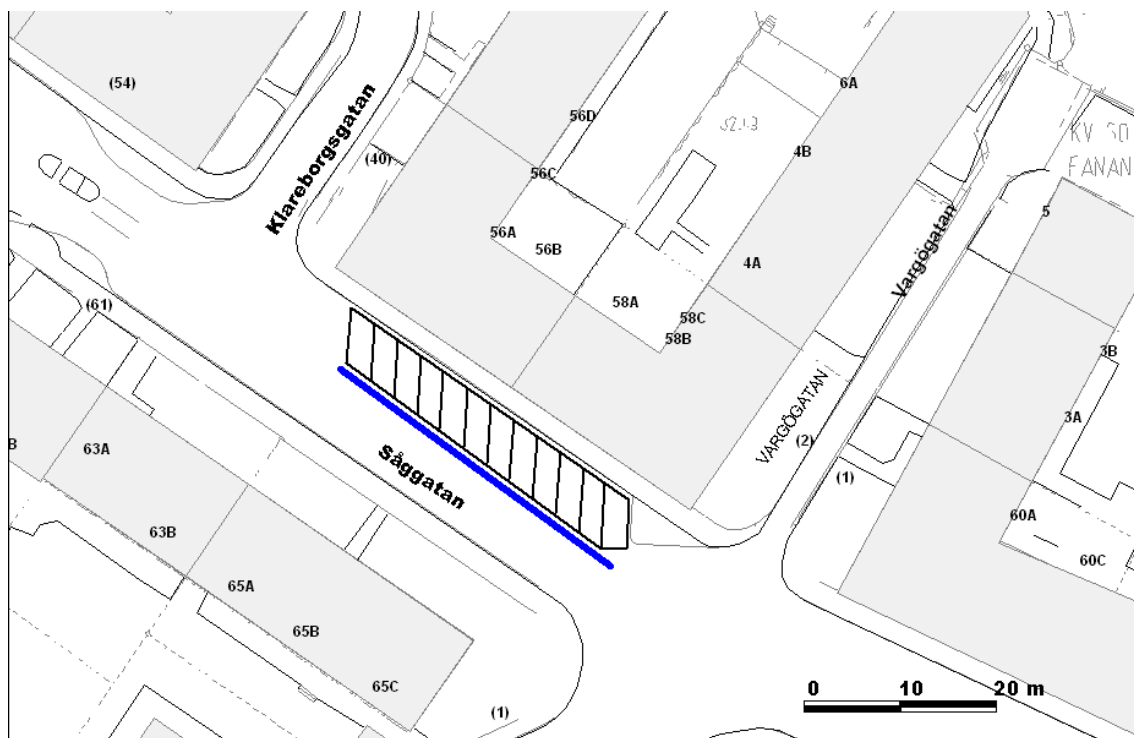 (54)
Klareborgsgatan
56D
6A
(40)
56C
4B
KV SO
FANAN
56A
56B
5
Vargögatan
4A
58A
58C
58B
(61)
3B
VARGÖGATAN
(2)
3A
B
63A
Såggatan
(1)
63B
60A
60C
65A
65B
65C
(1)
0 10 20 m